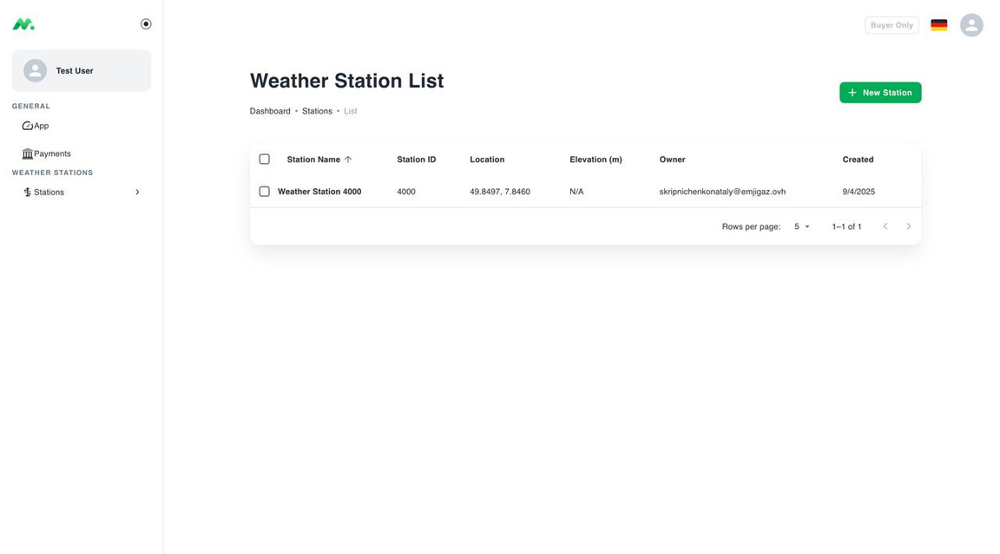 Buyer Only
Test User
GENERAL
App
Payments
WEATHER STATIONS
Stations
Weather Station List
Dashboard • Stations • List
+ New Station
Station Name Station ID Location Elevation (m) Owner Created
Weather Station 4000 4000 49.8497, 7.8460 N/A skripnichenkonataly@emjigaz.ovh 9/4/2025
Rows per page: 5 1–1 of 1